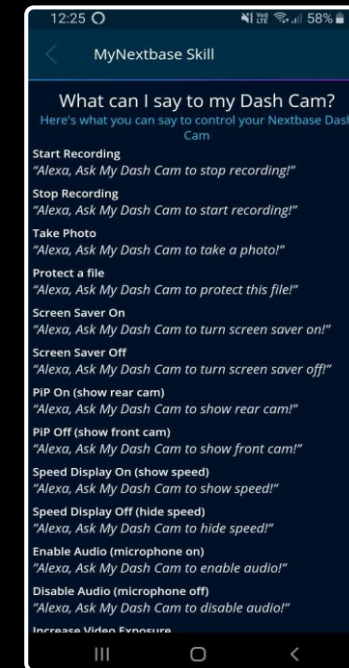 12:25
58%
MyNextbase Skill
What can I say to my Dash Cam?
Here's what you can say to control your Nextbase Dash
Cam
Start Recording
“Alexa, Ask My Dash Cam to stop recording!”
Stop Recording
“Alexa, Ask My Dash Cam to start recording!”
Take Photo
“Alexa, Ask My Dash Cam to take a photo!”
Protect a file
“Alexa, Ask My Dash Cam to protect this file!”
Screen Saver On
“Alexa, Ask My Dash Cam to turn screen saver on!”
Screen Saver Off
“Alexa, Ask My Dash Cam to turn screen saver off!”
PiP On (show rear cam)
“Alexa, Ask My Dash Cam to show rear cam!”
PiP Off (show front cam)
“Alexa, Ask My Dash Cam to show front cam!”
Speed Display On (show speed)
“Alexa, Ask My Dash Cam to show speed!”
Speed Display Off (hide speed)
“Alexa, Ask My Dash Cam to hide speed!”
Enable Audio (microphone on)
“Alexa, Ask My Dash Cam to enable audio!”
Disable Audio (microphone off)
“Alexa, Ask My Dash Cam to disable audio!”
Increase Video Exposure